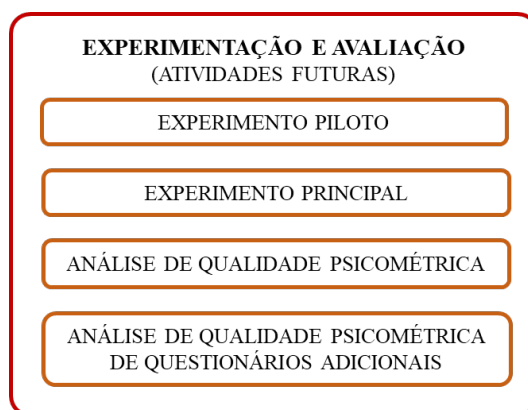 EXPERIMENTAÇÃO E AVALIAÇÃO
(ATIVIDADES FUTURAS)
EXPERIMENTO PILOTO
EXPERIMENTO PRINCIPAL
ANÁLISE DE QUALIDADE PSICOMÉTRICA
ANÁLISE DE QUALIDADE PSICOMÉTRICA
DE QUESTIONÁRIOS ADICIONAIS